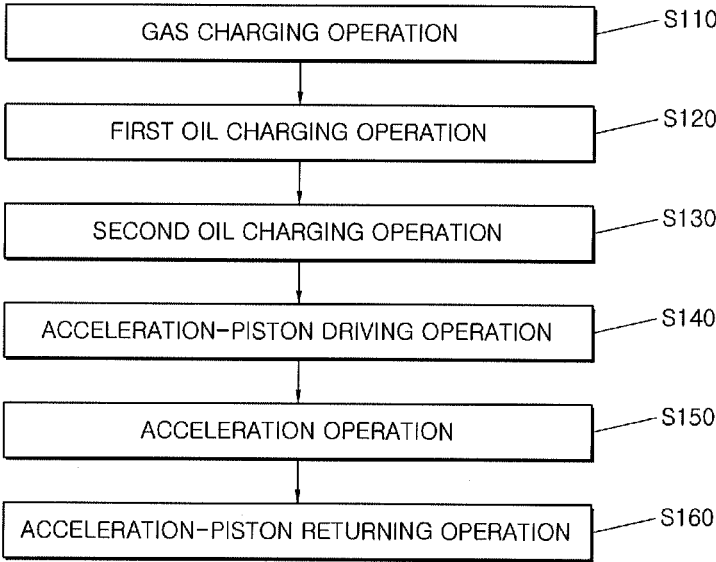 GAS CHARGING OPERATION S110
FIRST OIL CHARGING OPERATION S120
SECOND OIL CHARGING OPERATION S130
ACCELERATION-PISTON DRIVING OPERATION S140
ACCELERATION OPERATION S150
ACCELERATION-PISTON RETURNING OPERATION S160